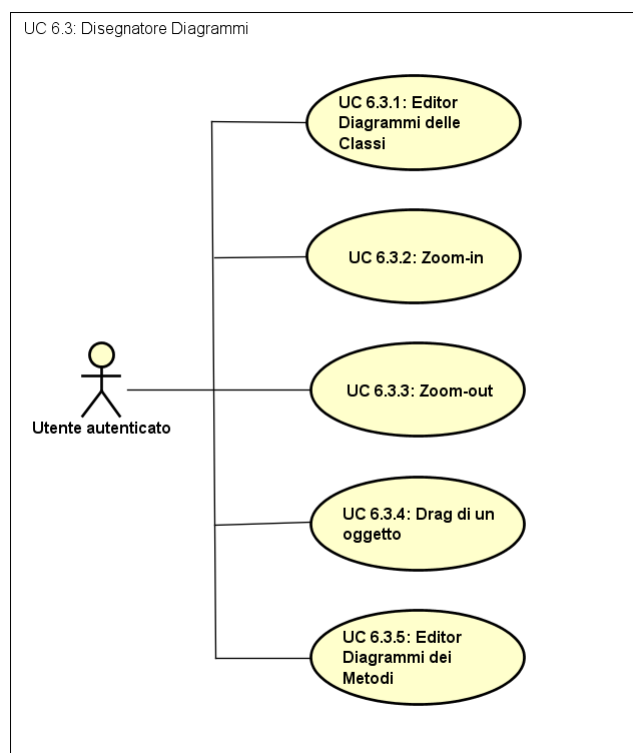 UC 6.3: Disegnatore Diagrammi
UC 6.3.1: Editor
Diagrammi delle
Classi
UC 6.3.2: Zoom-in
UC 6.3.3: Zoom-out
Utente autenticato
UC 6.3.4: Drag di un
oggetto
UC 6.3.5: Editor
Diagrammi dei
Metodi